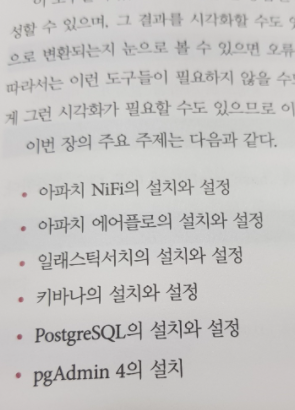 성할 수 있으며, 그 결과를 시각화할 수도
으로 변환되는지 눈으로 볼 수 있으면 오류
따라서는 이런 도구들이 필요하지 않을 수도
게 그런 시각화가 필요할 수도 있으므로 이
이번 장의 주요 주제는 다음과 같다.
• 아파치 NiFi의 설치와 설정
• 아파치 에어플로의 설치와 설정
• 일래스틱서치의 설치와 설정
• 키바나의 설치와 설정
• PostgreSQL의 설치와 설정
• pgAdmin 4의 설치